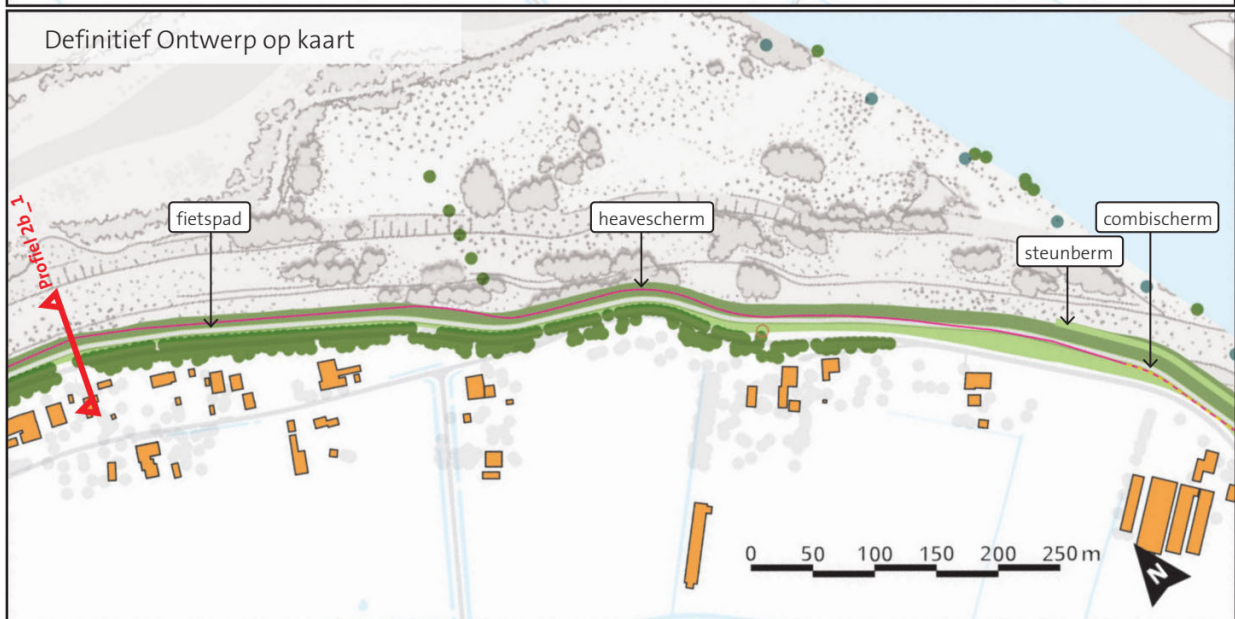 Definitief Ontwerp op kaart
Profiel 2b_1
fietspad
heavescherm
combischerm
steunberm
0 50 100 150 200 250 m
N